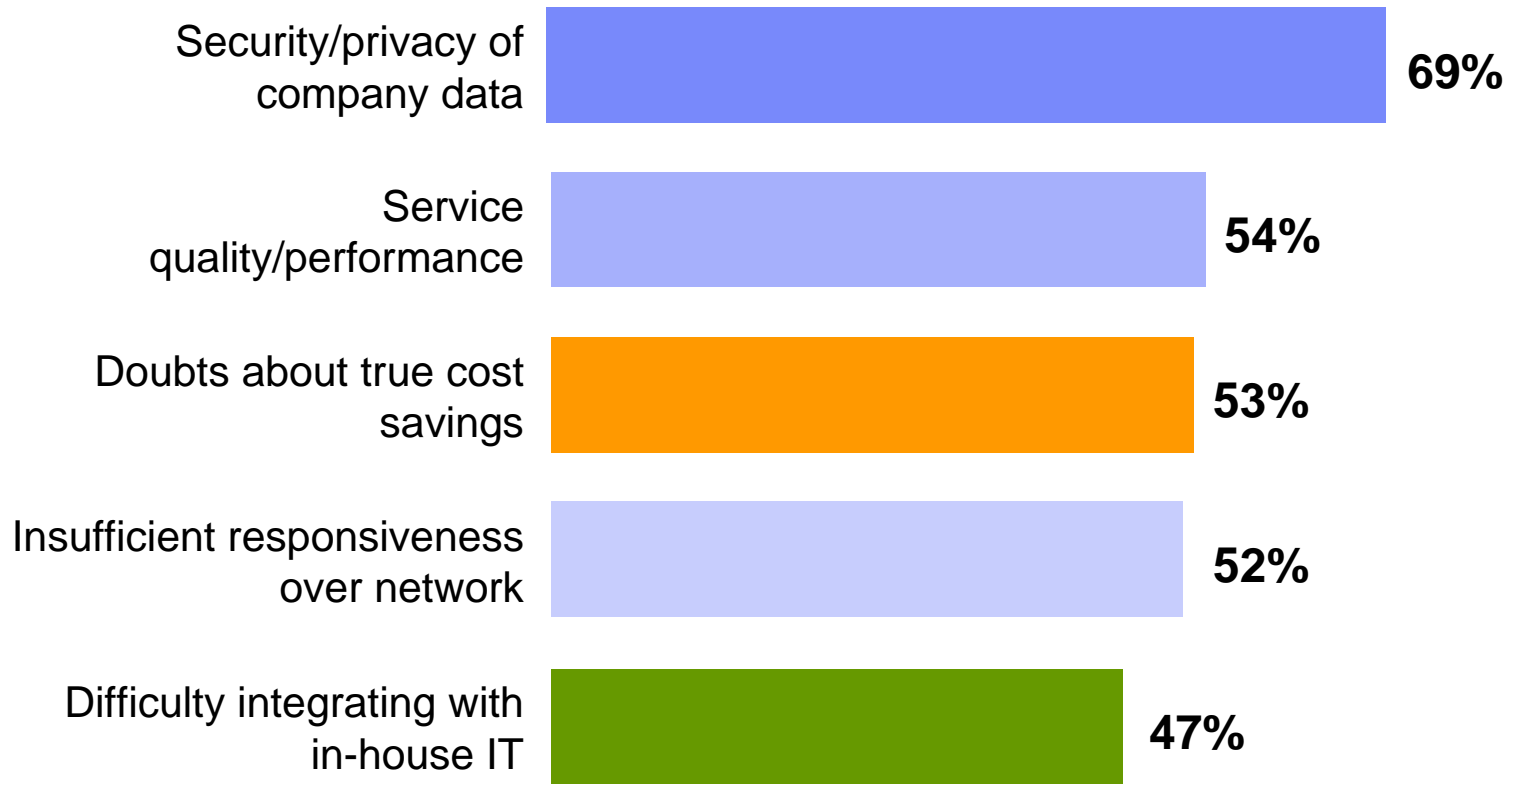 Security/privacy of
company data
69%
Service
quality/performance
54%
Doubts about true cost
savings
53%
Insufficient responsiveness
over network
52%
Difficulty integrating with
in-house IT
47%